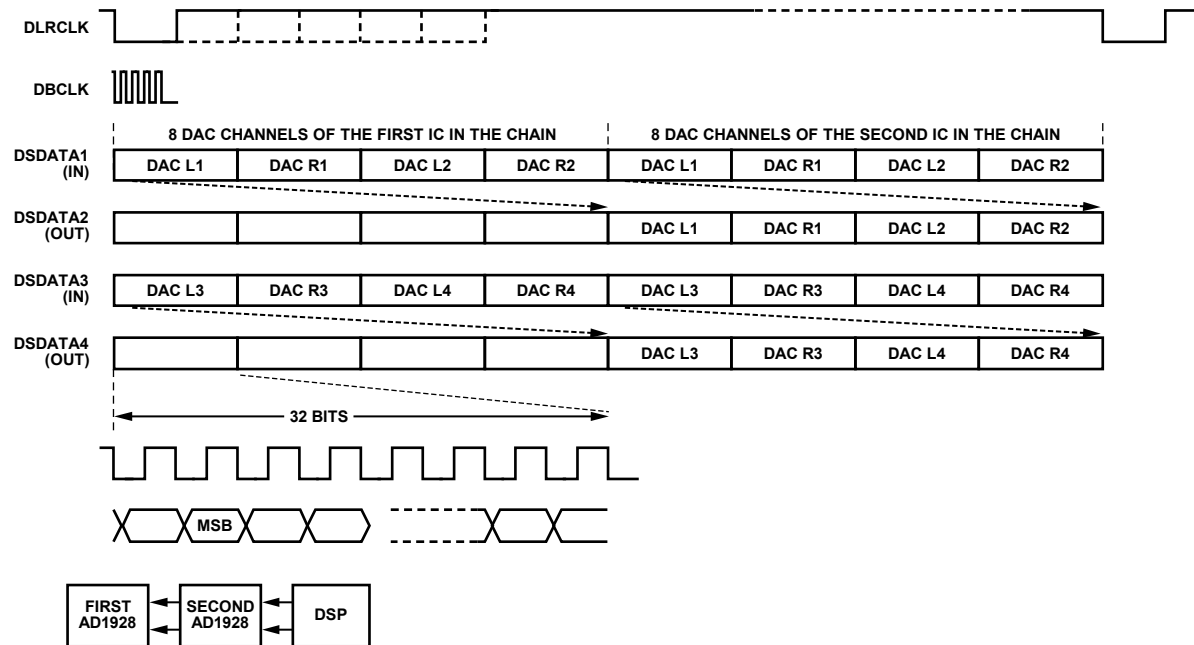 DLRCLK
DBCLK
8 DAC CHANNELS OF THE FIRST IC IN THE CHAIN
8 DAC CHANNELS OF THE SECOND IC IN THE CHAIN
DSDATA1
(IN)
DAC L1 DAC R1 DAC L2 DAC R2 DAC L1 DAC R1 DAC L2 DAC R2
DSDATA2
(OUT)
DAC L1 DAC R1 DAC L2 DAC R2
DSDATA3
(IN)
DAC L3 DAC R3 DAC L4 DAC R4 DAC L3 DAC R3 DAC L4 DAC R4
DSDATA4
(OUT)
DAC L3 DAC R3 DAC L4 DAC R4
32 BITS
MSB
FIRST
AD1928
SECOND
AD1928
DSP